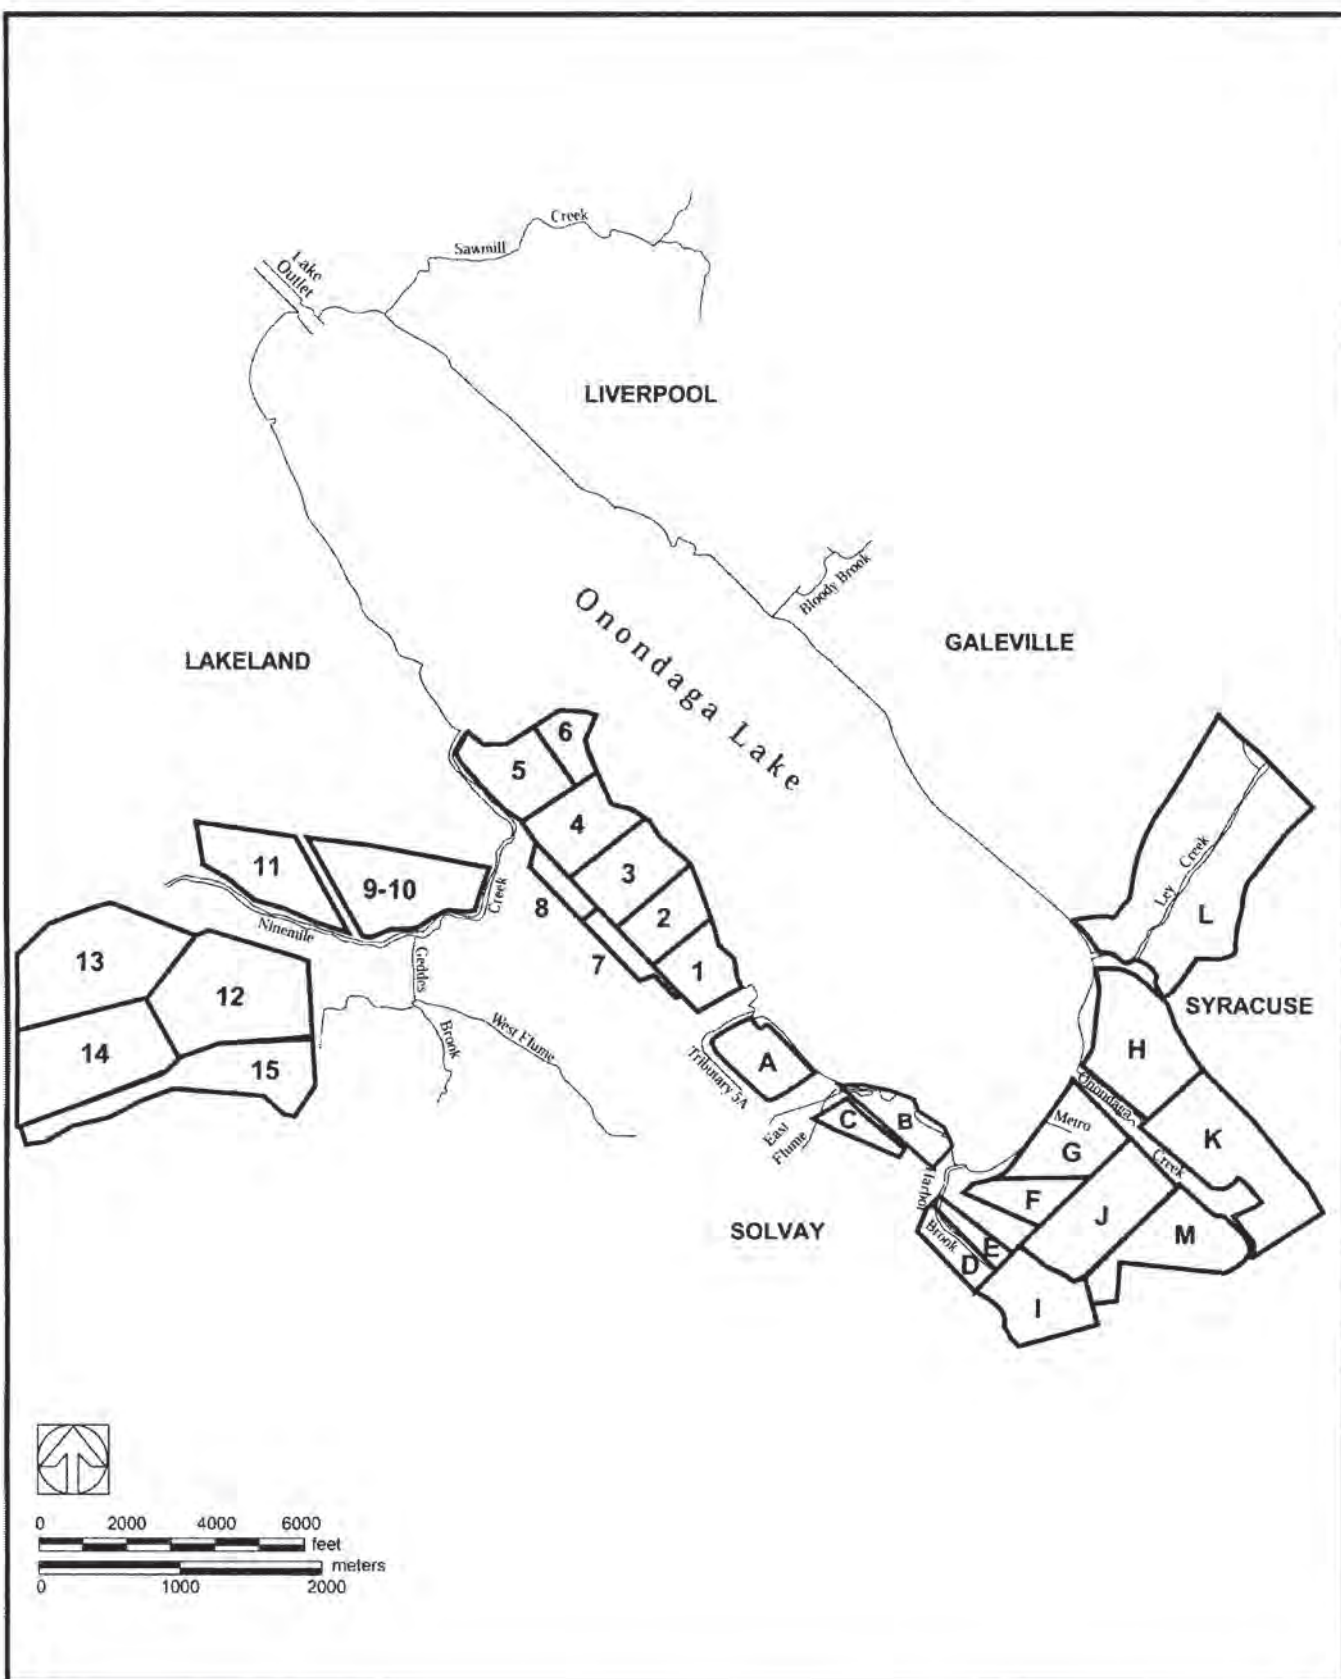 Creek
Sawmill
Lake
Outlet
LIVERPOOL
Bloody Brook
Onondaga Lake
GALEVILLE
LAKELAND
6
5
4
11
9-10
3
8
2
Creek
Ninemile
Ley Creek
L
13
12
Geddes
7
1
SYRACUSE
14
15
Brook
West Flume
A
Tributary 5A
H
Onondaga
Creek
East
Flume
C
B
Metro
G
K
Harbor
Brook
F
J
SOLVAY
E
D
M
I
0 2000 4000 6000
feet
meters
0 1000 2000